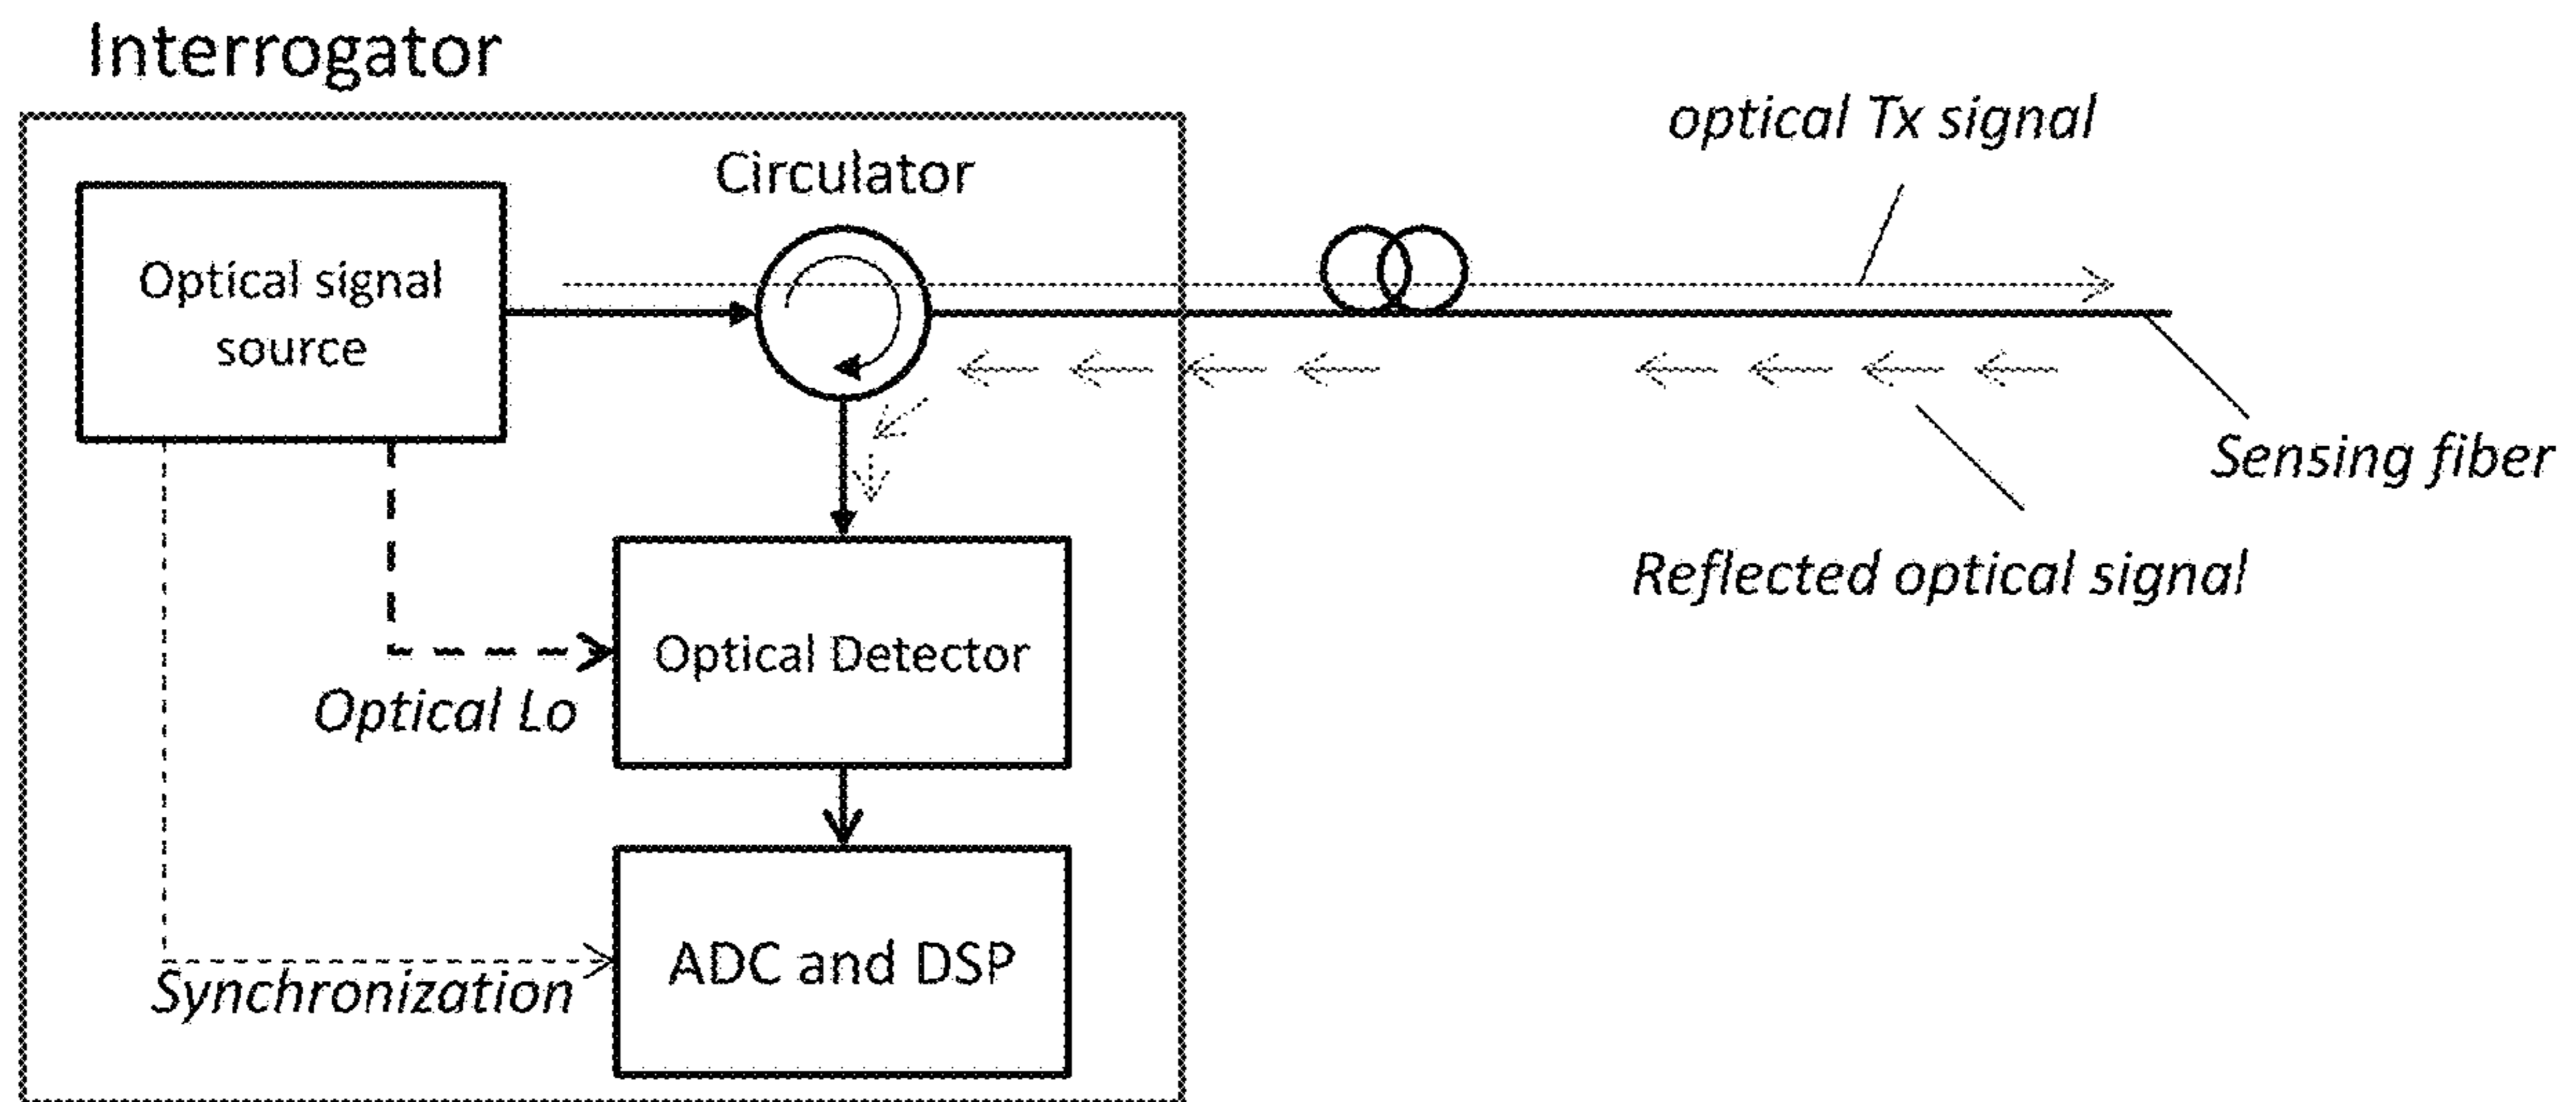 Interrogator
optical Tx signal
Circulator
Optical signal
source
Sensing fiber
Reflected optical signal
Optical Detector
Optical Lo
ADC and DSP
Synchronization